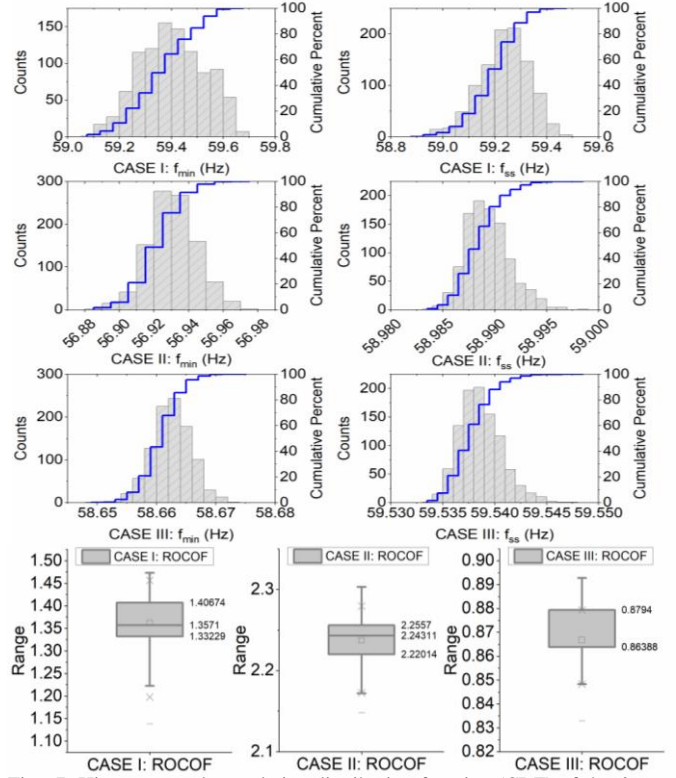 175 100
150 80
100 60
50 40
20
0 0
Counts
Cumulative Percent
59.0 59.2 59.4 59.6 59.8
CASE I: fmin (Hz)
200 100
80
100 60
40
20
0 0
Counts
Cumulative Percent
58.8 59.0 59.2 59.4 59.6
CASE I: fss (Hz)
300 100
200 80
60
100 40
20
0 0
Counts
Cumulative Percent
56.88 56.90 56.92 56.94 56.96 56.98
CASE II: fmin (Hz)
200 100
150 80
100 60
50 40
20
0 0
Counts
Cumulative Percent
58.980 58.985 58.990 58.995 59.000
CASE II: fss (Hz)
300 100
200 80
60
100 40
20
0 0
Counts
Cumulative Percent
58.65 58.66 58.67 58.68
CASE III: fmin (Hz)
200 100
150 80
100 60
50 40
20
0 0
Counts
Cumulative Percent
59.530 59.535 59.540 59.545 59.550
CASE III: fss (Hz)
CASE I: ROCOF
1.50
1.45
1.40
1.35
1.30
1.25
1.20
1.15
1.10
Range
1.40674
1.3571
1.33229
CASE I: ROCOF
CASE II: ROCOF
2.3
2.2
2.1
Range
2.2557
2.24311
2.22014
CASE II: ROCOF
CASE III: ROCOF
0.90
0.89
0.88
0.87
0.86
0.85
0.84
0.83
0.82
Range
0.8794
0.86388
CASE III: ROCOF